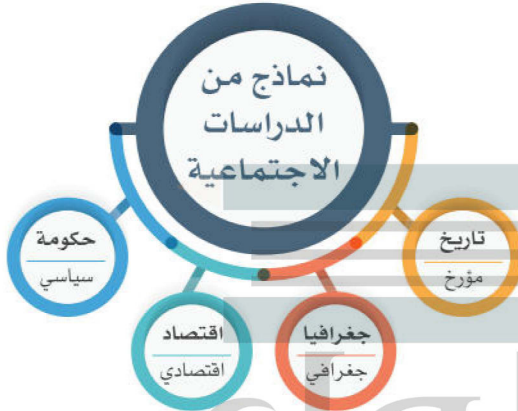 نماذج من
الدراسات
الاجتماعية
تاريخ
مؤرخ
جغرافيا
جغرافي
اقتصاد
اقتصادي
حكومة
سياسي